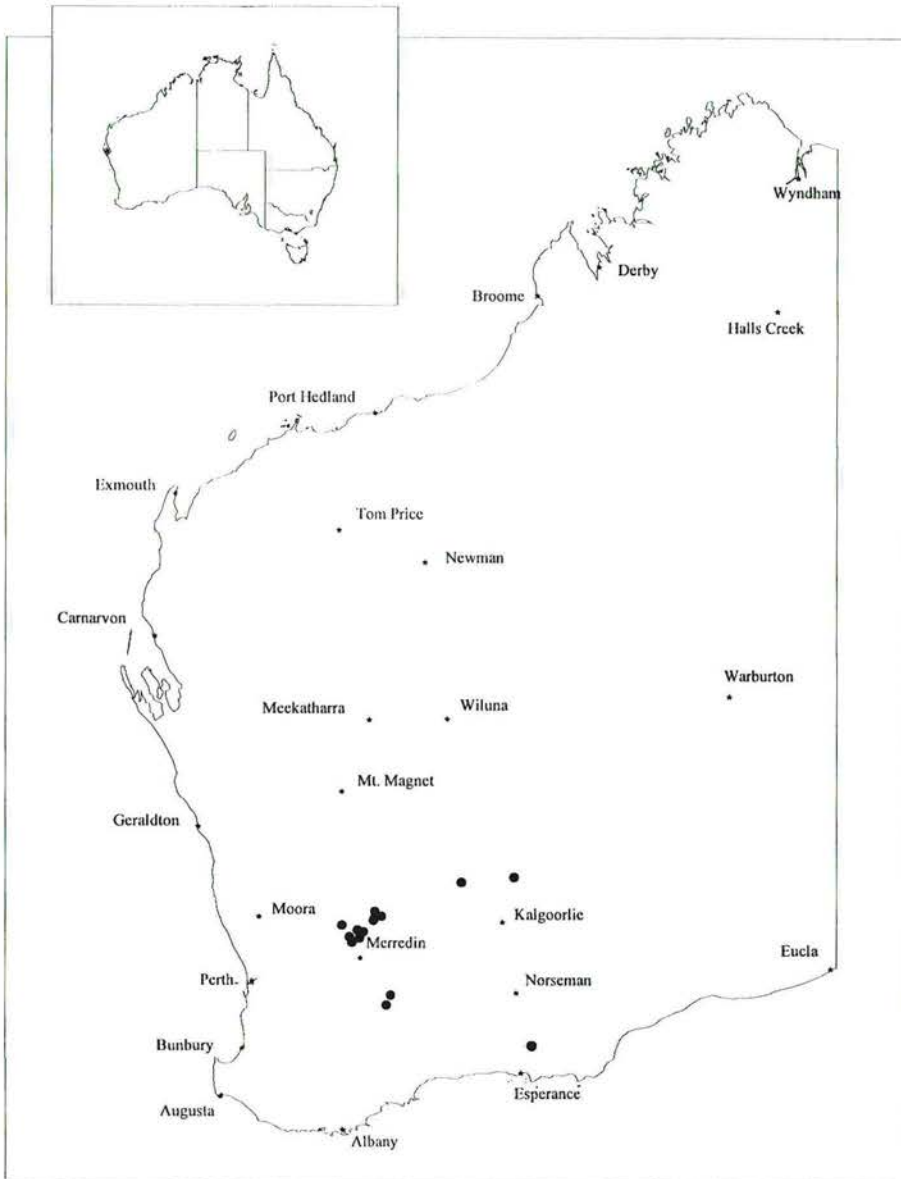 Wyndham
Derby
Broome
Halls Creek
Port Hedland
Exmouth
Tom Price
Newman
Carnarvon
Warburton
Meekatharra
Wiluna
Mt. Magnet
Geraldton
Moora
Kalgoorlie
Merredin
Eucla
Perth
Norseman
Bunbury
Esperance
Augusta
Albany